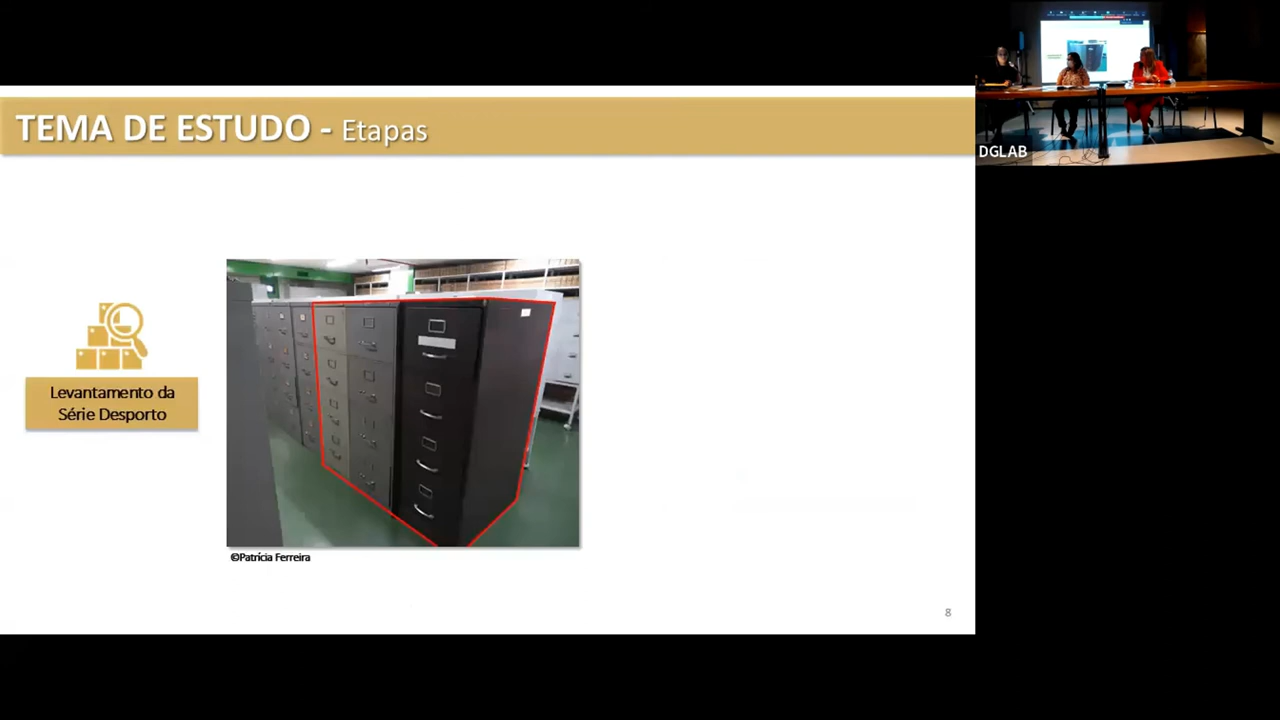 TEMA DE ESTUDO - Etapas
DGLAB
Levantamento da
Série Desporto
©Patrícia Ferreira
8